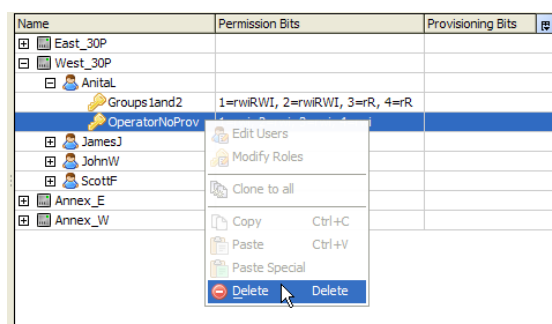 Name Permission Bits Provisioning Bits
East_30P
West_30P
AnitaL
Groups1and2 1=rwiRWI, 2=rwiRWI, 3=rR, 4=rR
OperatorNoProv
Edit Users
JamesJ
Modify Roles
JohnW
ScottF
Clone to all
Annex_E
Annex_W
Copy Ctrl+C
Paste Ctrl+V
Paste Special
Delete Delete